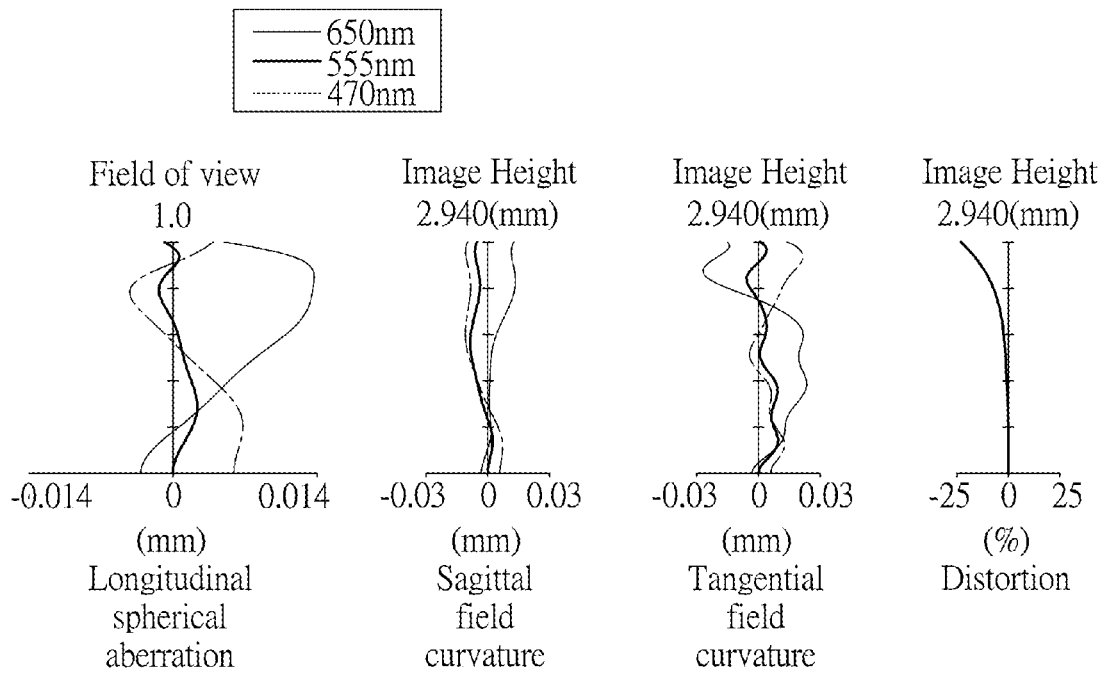 650nm
555nm
470nm
Field of view
1.0
-0.014 0 0.014
(mm)
Longitudinal
spherical
aberration
Image Height
2.940(mm)
-0.03 0 0.03
(mm)
Sagittal
field
curvature
Image Height
2.940(mm)
-0.03 0 0.03
(mm)
Tangential
field
curvature
Image Height
2.940(mm)
-25 0 25
(%)
Distortion